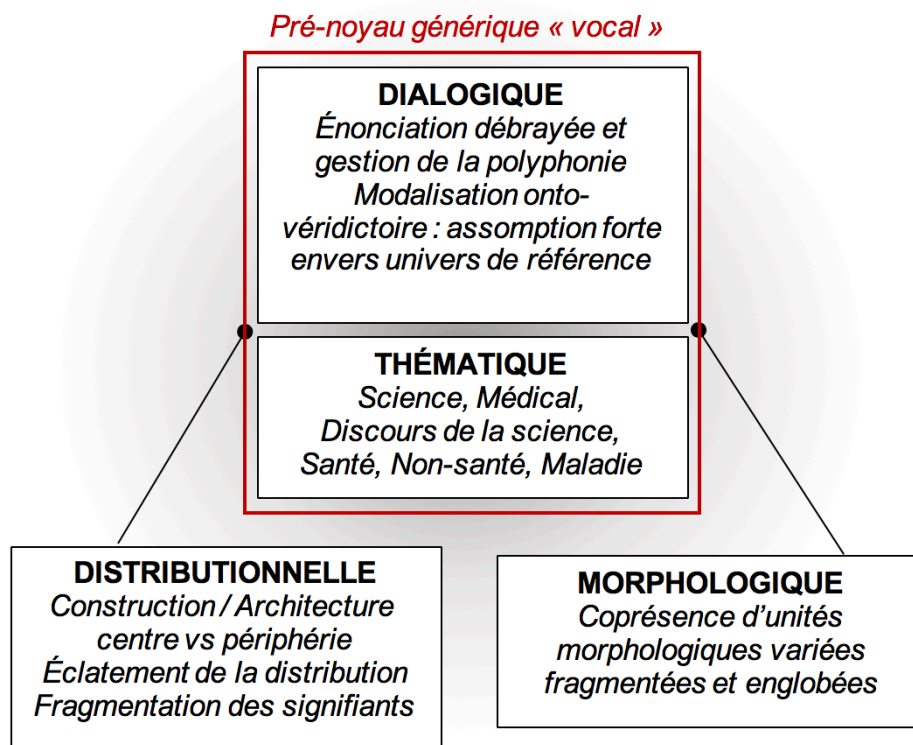 Pré-noyau générique « vocal »
DIALOGIQUE
Énonciation débrayée et
gestion de la polyphonie
Modalisation onto-
véridictoire : assomption forte
envers univers de référence
THÉMATIQUE
Science, Médical,
Discours de la science,
Santé, Non-santé, Maladie
DISTRIBUTIONNELLE
Construction / Architecture
centre vs périphérie
Éclatement de la distribution
Fragmentation des signifiants
MORPHOLOGIQUE
Coprésence d’unités
morphologiques variées
fragmentées et englobées